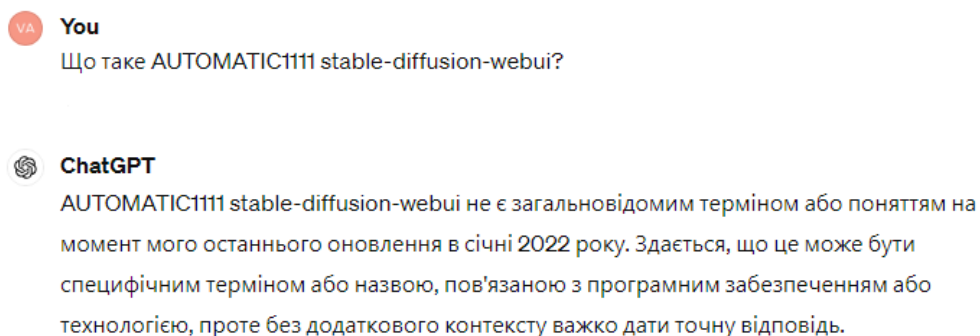 VA
You
Що таке AUTOMATIC1111 stable-diffusion-webui?
ChatGPT
AUTOMATIC1111 stable-diffusion-webui не є загальновідомим терміном або поняттям на
момент мого останнього оновлення в січні 2022 року. Здається, що це може бути
специфічним терміном або назвою, пов'язаною з програмним забезпеченням або
технологією, проте без додаткового контексту важко дати точну відповідь.